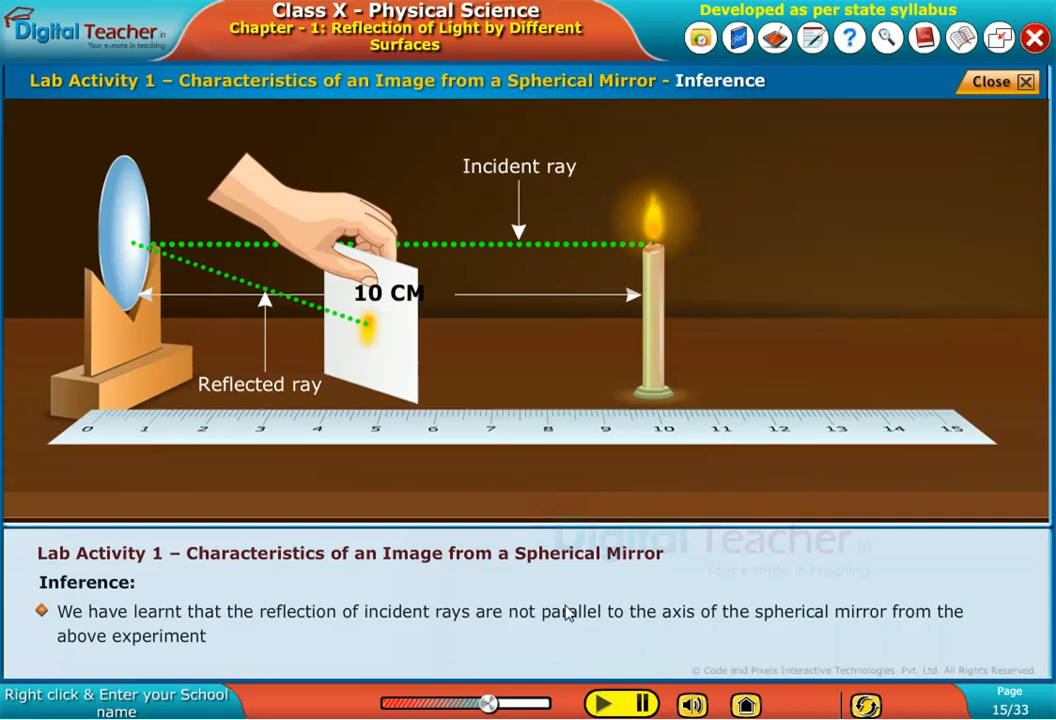 Digital Teacher.in
Your e-mate in teaching
Class X - Physical Science
Chapter - 1: Reflection of Light by Different
Surfaces
Developed as per state syllabus
Lab Activity 1 – Characteristics of an Image from a Spherical Mirror - Inference
Close
Incident ray
10 CM
Reflected ray
0 1 2 3 4 5 6 7 8 9 10 11 12 13 14 15
Digital Teacher.in
Your e-mate in teaching
Lab Activity 1 – Characteristics of an Image from a Spherical Mirror
Inference:
We have learnt that the reflection of incident rays are not parallel to the axis of the spherical mirror from the
above experiment
© Code and Pixels Interactive Technologies Pvt. Ltd. All Rights Reserved.
Right click & Enter your School
name
Page
15/33